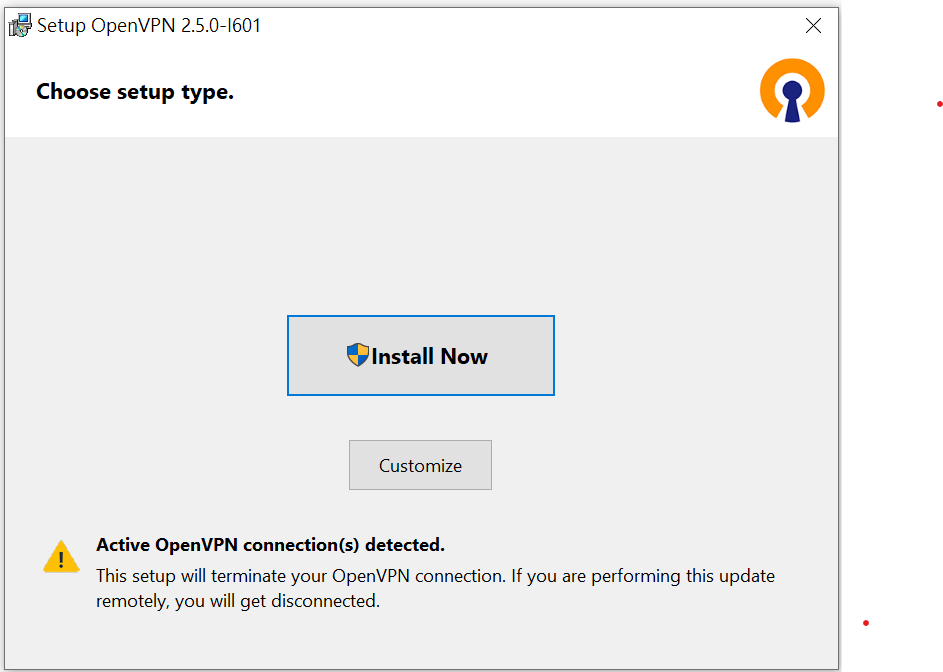 Setup OpenVPN 2.5.0-I601
Choose setup type.
Install Now
Customize
Active OpenVPN connection(s) detected.
This setup will terminate your OpenVPN connection. If you are performing this update
remotely, you will get disconnected.